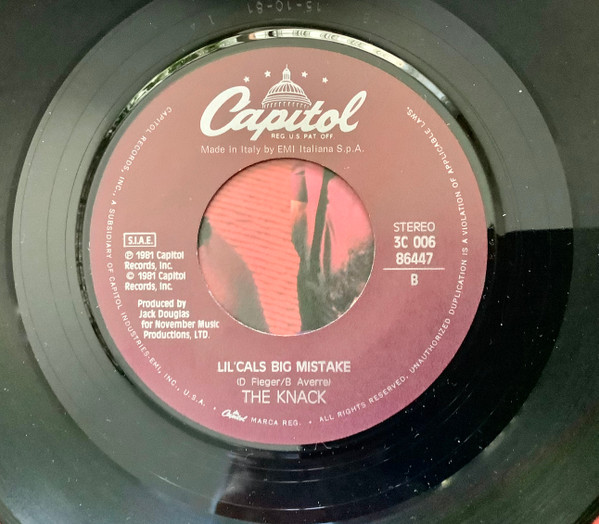 15-10-81
Capitol
REG. U.S. PAT. OFF.
Made in Italy by EMI Italiana S.p.A.
STEREO
3C 006
86447
B
S.I.A.E.
℗ 1981 Capitol
Records, Inc.
© 1981 Capitol
Records, Inc.
Produced by
Jack Douglas
for November Music
Productions, LTD.
LIL'CALS BIG MISTAKE
(D Fieger/B Averre)
THE KNACK
CAPITOL RECORDS, INC., A SUBSIDIARY OF CAPITOL INDUSTRIES-EMI, INC., U.S.A. • Capitol MARCA REG. • ALL RIGHTS RESERVED. UNAUTHORIZED DUPLICATION IS A VIOLATION OF APPLICABLE LAWS.